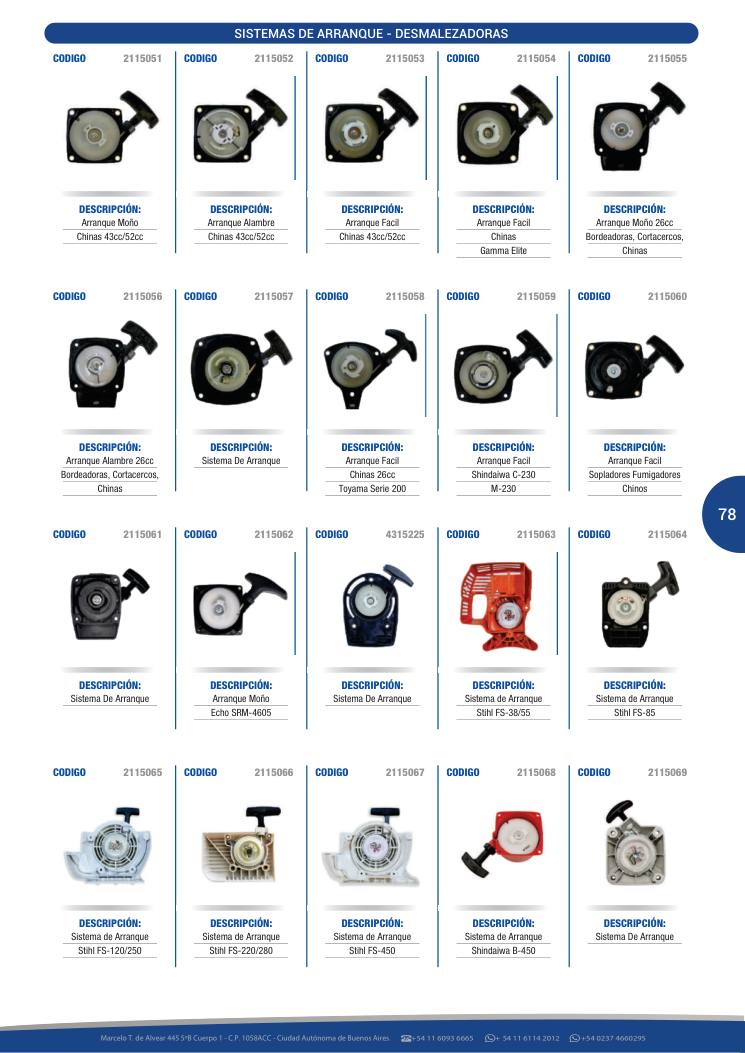 SISTEMAS DE ARRANQUE - DESMALEZADORAS
CODIGO 2115051
CODIGO 2115052
CODIGO 2115053
CODIGO 2115054
CODIGO 2115055
DESCRIPCIÓN:
Arranque Moño
Chinas 43cc/52cc
DESCRIPCIÓN:
Arranque Alambre
Chinas 43cc/52cc
DESCRIPCIÓN:
Arranque Facil
Chinas 43cc/52cc
DESCRIPCIÓN:
Arranque Facil
Chinas
Gamma Elite
DESCRIPCIÓN:
Arranque Moño 26cc
Bordeadoras, Cortacercos,
Chinas
CODIGO 2115056
CODIGO 2115057
CODIGO 2115058
CODIGO 2115059
CODIGO 2115060
DESCRIPCIÓN:
Arranque Alambre 26cc
Bordeadoras, Cortacercos,
Chinas
DESCRIPCIÓN:
Sistema De Arranque
DESCRIPCIÓN:
Arranque Facil
Chinas 26cc
Toyama Serie 200
DESCRIPCIÓN:
Arranque Facil
Shindaiwa C-230
M-230
DESCRIPCIÓN:
Arranque Facil
Sopladores Fumigadores
Chinos
78
CODIGO 2115061
CODIGO 2115062
CODIGO 4315225
CODIGO 2115063
CODIGO 2115064
DESCRIPCIÓN:
Sistema De Arranque
DESCRIPCIÓN:
Arranque Moño
Echo SRM-4605
DESCRIPCIÓN:
Sistema De Arranque
DESCRIPCIÓN:
Sistema de Arranque
Stihl FS-38/55
DESCRIPCIÓN:
Sistema de Arranque
Stihl FS-85
CODIGO 2115065
CODIGO 2115066
CODIGO 2115067
CODIGO 2115068
CODIGO 2115069
DESCRIPCIÓN:
Sistema de Arranque
Stihl FS-120/250
DESCRIPCIÓN:
Sistema de Arranque
Stihl FS-220/280
DESCRIPCIÓN:
Sistema de Arranque
Stihl FS-450
DESCRIPCIÓN:
Sistema de Arranque
Shindaiwa B-450
DESCRIPCIÓN:
Sistema De Arranque
Marcelo T. de Alvear 445 5ºB Cuerpo 1 - C.P. 1058ACC - Ciudad Autónoma de Buenos Aires. +54 11 6093 6665 + 54 11 6114 2012 +54 0237 4660295